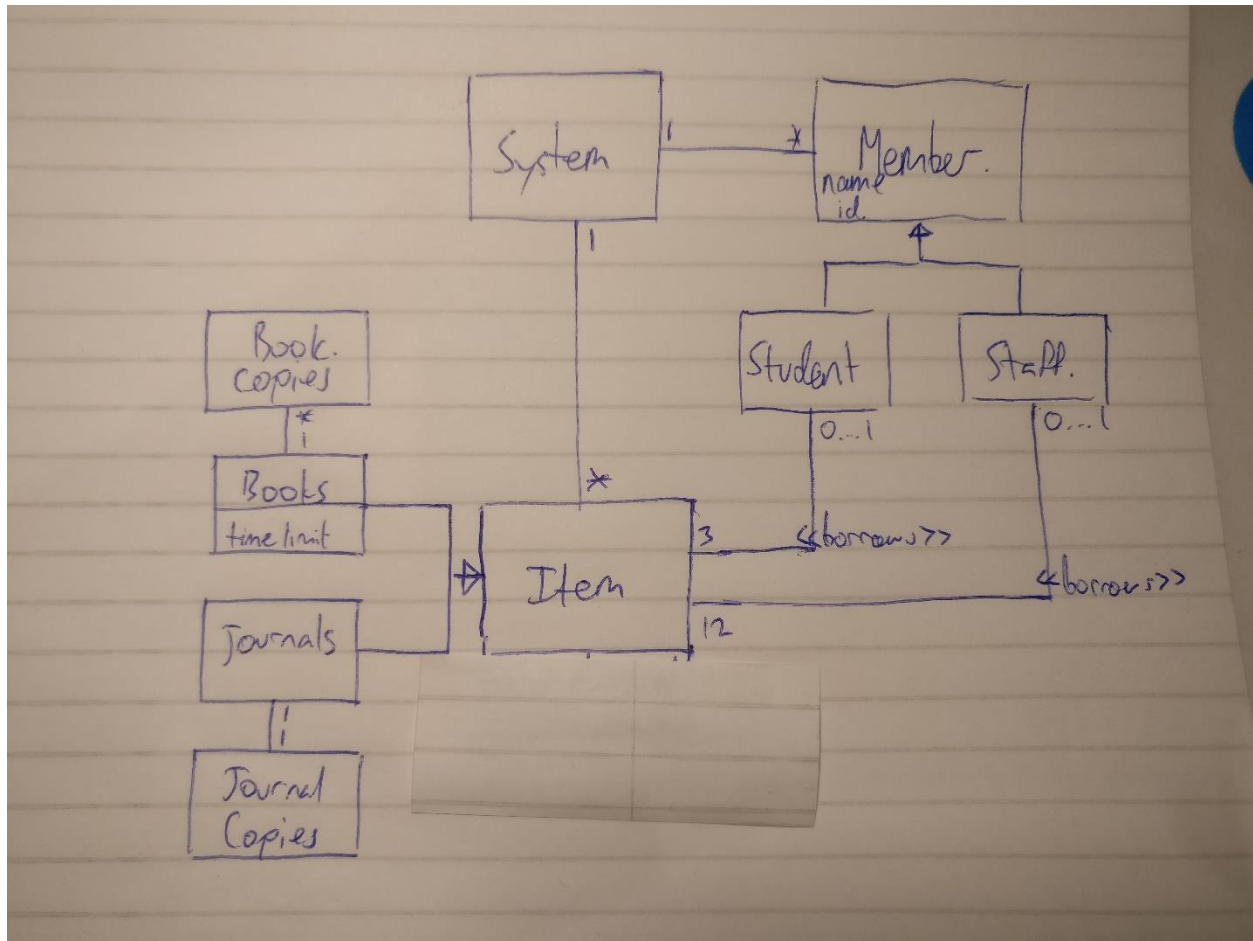 System
1
*
Member.
name
id.
1
Book.
copies
*
1
Books
time limit
Student
0...1
Staff.
0...1
*
Item
3
<<borrows>>
12
<<borrows>>
Journals
1
1
Journal
Copies